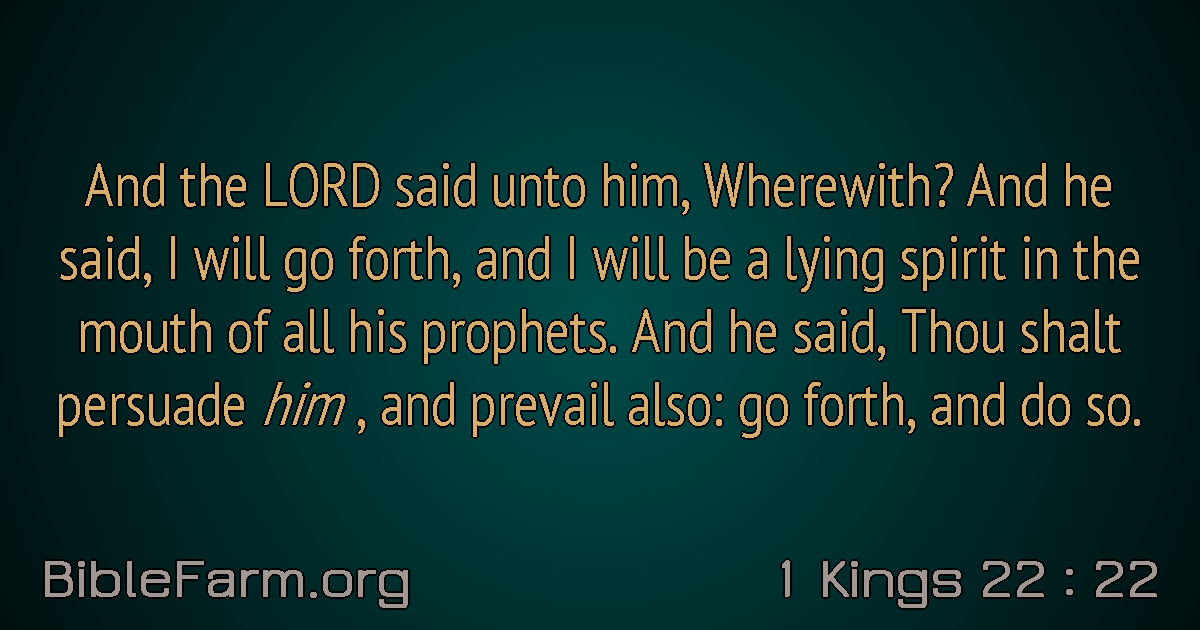 And the LORD said unto him, Wherewith? And he
said, I will go forth, and I will be a lying spirit in the
mouth of all his prophets. And he said, Thou shalt
persuade him , and prevail also: go forth, and do so.
BibleFarm.org
1 Kings 22 : 22